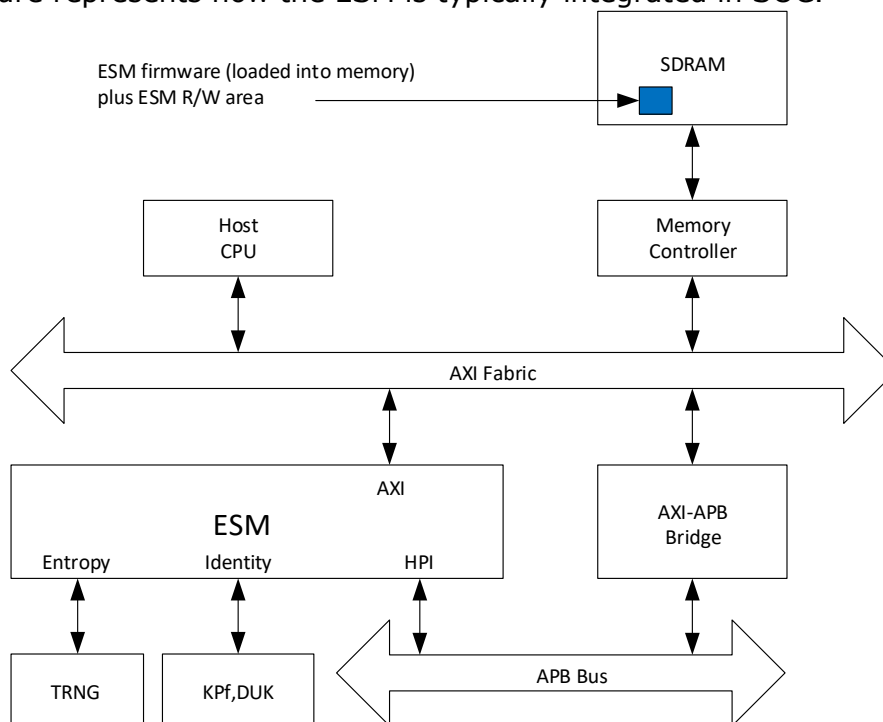 are represents how the ESM is typically integrated in SOC.
ESM firmware (loaded into memory)
plus ESM R/W area
SDRAM
Host
CPU
Memory
Controller
AXI Fabric
AXI
ESM
Entropy
Identity
HPI
AXI-APB
Bridge
TRNG
KPf,DUK
APB Bus